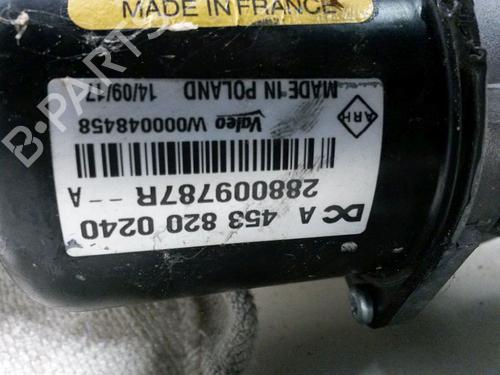 DC A 453 820 0240
288009787R -- A
Valeo W000048458
ARH
MADE IN POLAND 14/09/17
MADE IN FRANCE
B-PARTS